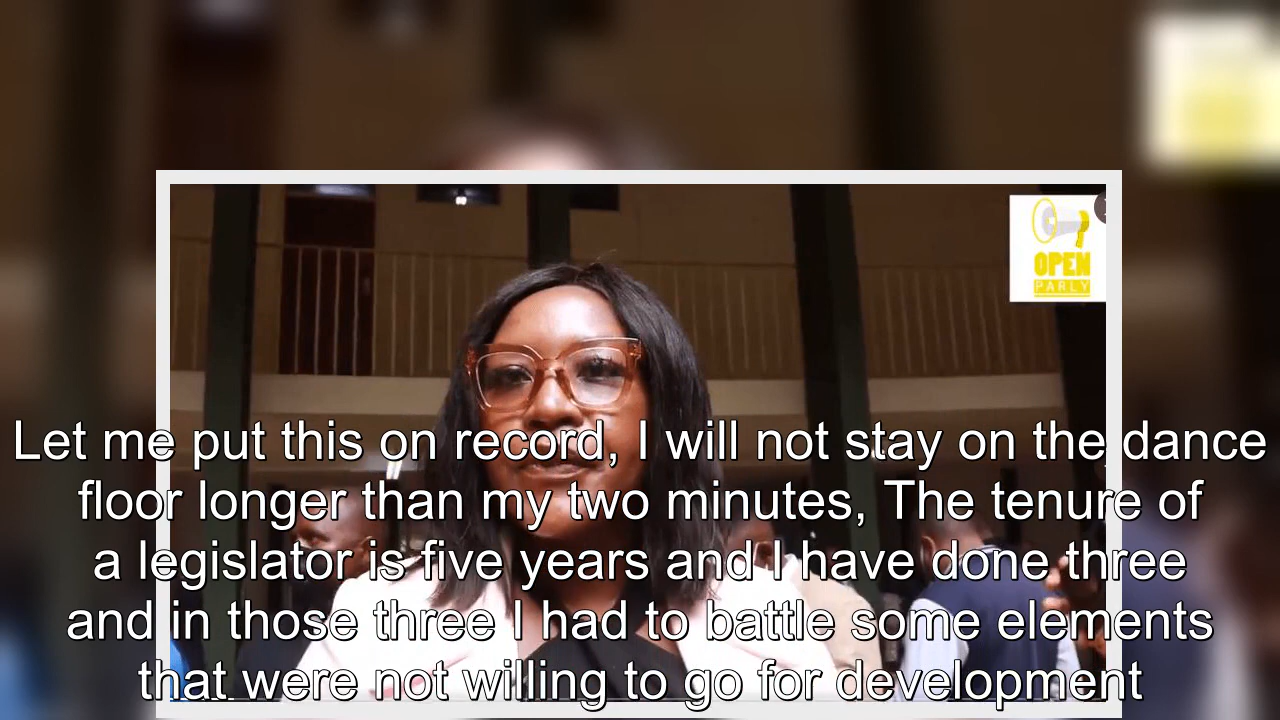 OPEN
PARLY
Let me put this on record, I will not stay on the dance
floor longer than my two minutes, The tenure of
a legislator is five years and I have done three
and in those three I had to battle some elements
that were not willing to go for development